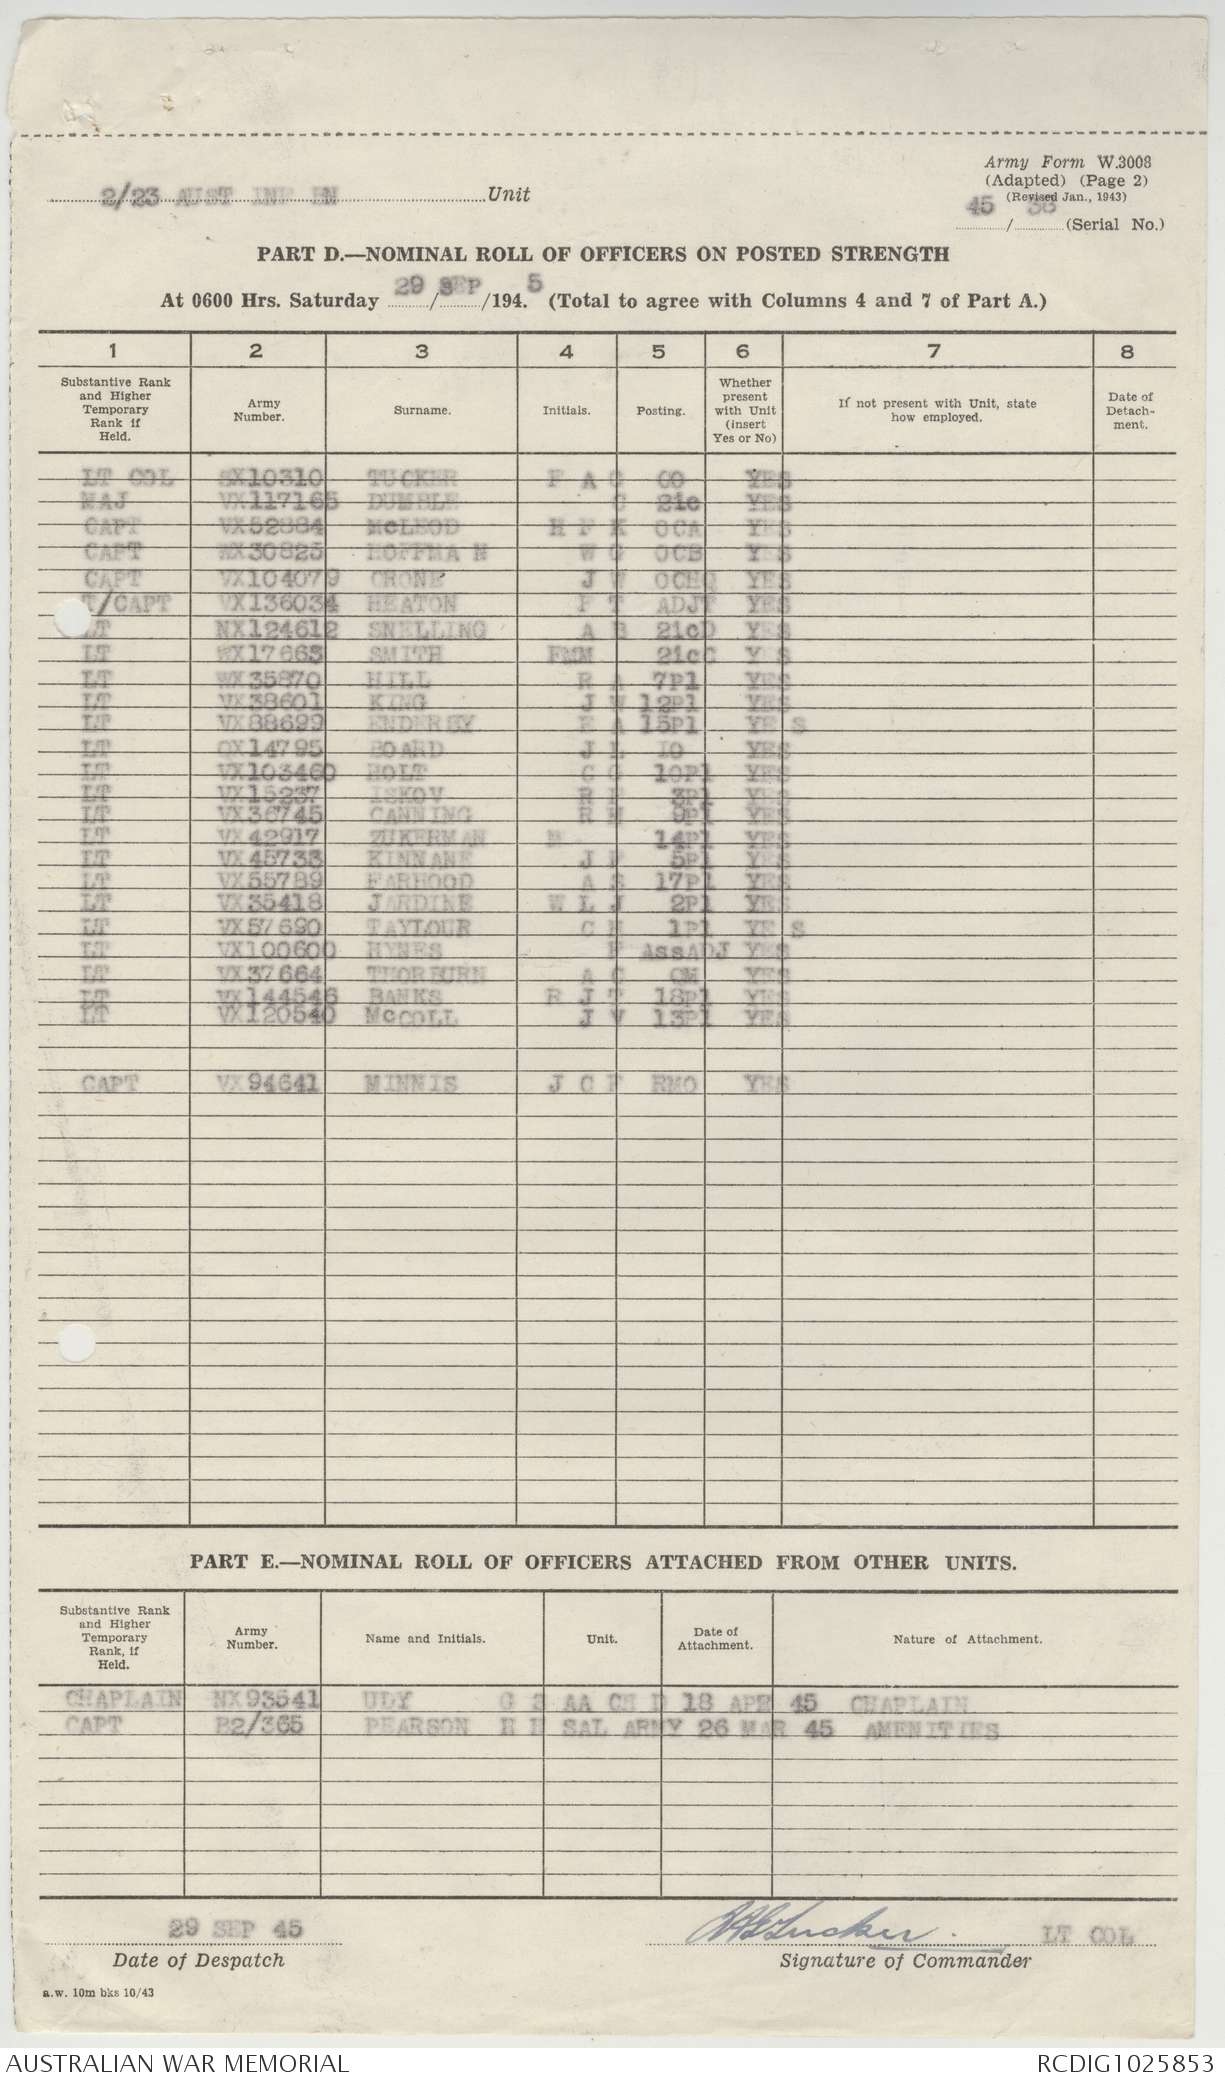 Army Form W.3008
(Adapted) (Page 2)
(Revised Jan., 1943)
2/23 AUST INF BN Unit
45 / 36 (Serial No.)
PART D.—NOMINAL ROLL OF OFFICERS ON POSTED STRENGTH
At 0600 Hrs. Saturday 29 / SEP /194.5 (Total to agree with Columns 4 and 7 of Part A.)
1 2 3 4 5 6 7 8
Substantive Rank and Higher Temporary Rank if Held. Army Number. Surname. Initials. Posting. Whether present with Unit (insert Yes or No) If not present with Unit, state how employed. Date of Detachment.
LT COL SX10310 TUCKER F A G CO YES
MAJ VX117165 DUMBLE C 2ic YES
CAPT VX52884 McLEOD H F K OCA YES
CAPT WX30825 HOFFMA N W G OCB YES
CAPT VX104079 CRONE J W OCHQ YES
T/CAPT VX136034 HEATON F T ADJT YES
LT NX124612 SNELLING A B 2icD YES
LT WX17663 SMITH FMM 2icC Y S
LT WX35870 HILL R A 7Pl YES
LT VX38601 KING J W 12Pl YES
LT VX88699 ENDERBY E A 15Pl YE S
LT QX14795 BOARD J L IO YES
LT VX103460 HOLT C G 10Pl YES
LT VX15237 ISKOV R F 3Pl YES
LT VX36745 CANNING R H 9Pl YES
LT VX42917 ZUKERMAN M 14Pl YES
LT VX45733 KINNANE J P 5Pl YES
LT VX55789 FARHOOD A S 17Pl YES
LT VX35418 JARDINE W L J 2Pl YES
LT VX57690 TAYLOUR C H 1Pl YE S
LT VX100600 HYNES F AssADJ YES
LT VX37664 THORBURN A C QM YES
LT VX144546 BANKS R J T 18Pl YES
LT VX120540 McCOLL J V 13Pl YES
CAPT VX94641 MINNIS J C F RMO YES
PART E.—NOMINAL ROLL OF OFFICERS ATTACHED FROM OTHER UNITS.
Substantive Rank and Higher Temporary Rank, if Held. Army Number. Name and Initials. Unit. Date of Attachment. Nature of Attachment.
CHAPLAIN NX93541 UDY G S AA CH D 18 APR 45 CHAPLAIN
CAPT B2/365 PEARSON SAL ARMY 26 MAR 45 AMENITIES
29 SEP 45 FAGTucker. LT COL
Date of Despatch Signature of Commander
a.w. 10m bks 10/43
AUSTRALIAN WAR MEMORIAL RCDIG1025853